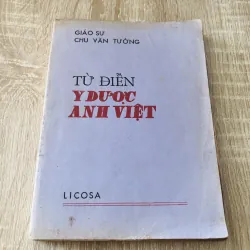 GIÁO SƯ
CHU VĂN TƯỜNG
TỪ ĐIỂN
Y DƯỢC
ANH VIỆT
LICOSA